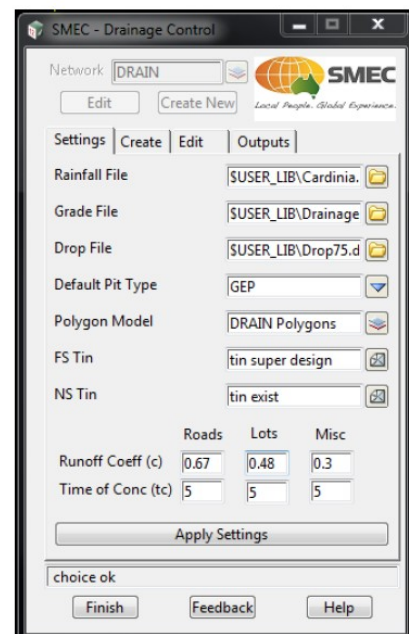 SMEC - Drainage Control
Network DRAIN
SMEC
Local People. Global Experience.
Edit Create New
Settings Create Edit Outputs
Rainfall File $USER_LIB\Cardinia.
Grade File $USER_LIB\Drainage
Drop File $USER_LIB\Drop75.d
Default Pit Type GEP
Polygon Model DRAIN Polygons
FS Tin tin super design
NS Tin tin exist
Roads Lots Misc
Runoff Coeff (c) 0.67 0.48 0.3
Time of Conc (tc) 5 5 5
Apply Settings
choice ok
Finish Feedback Help